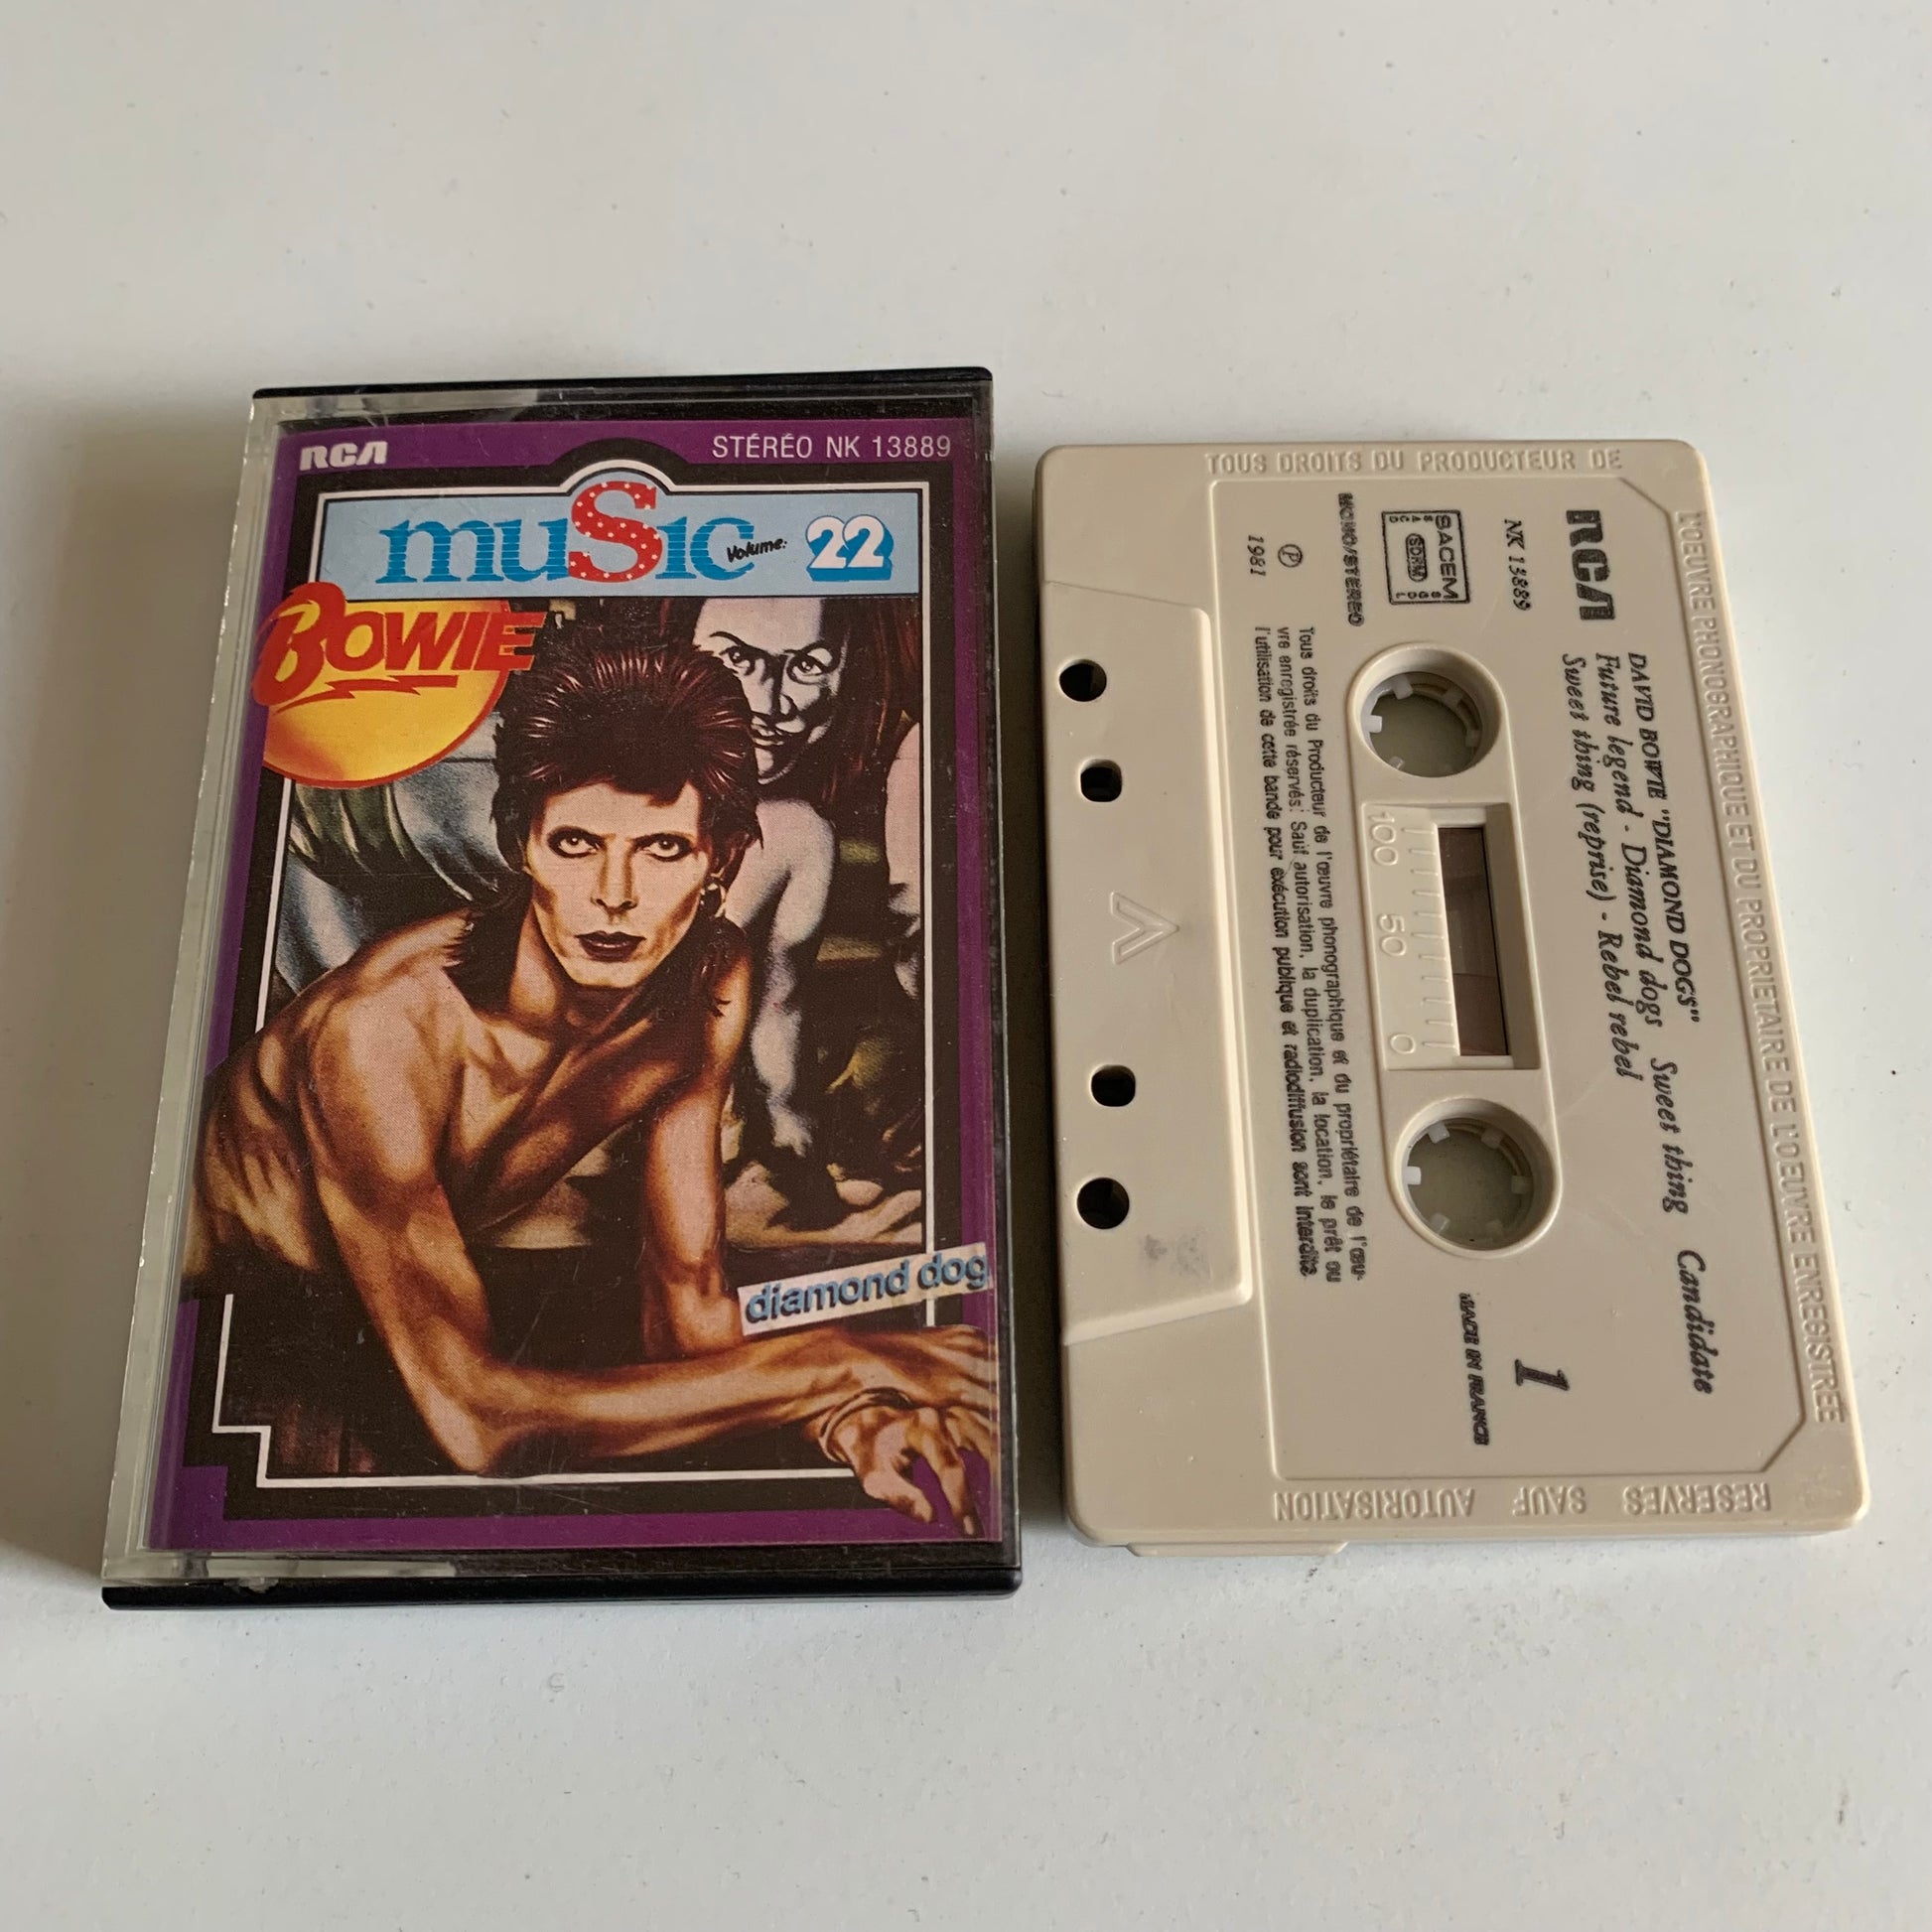 RCA
STÉRÉO NK 13889
music
Volume: 22
BOWIE
diamond dog
TOUS DROITS DU PRODUCTEUR DE
L'OEUVRE PHONOGRAPHIQUE ET DU PROPRIETAIRE DE L'OEUVRE ENREGISTREE
RESERVES SAUF AUTORISATION
RCA
NK 13889
DAVID BOWIE "DIAMOND DOGS"
Future legend - Diamond dogs Sweet thing Candidate
Sweet thing (reprise) - Rebel rebel
SACEM
SDRM
MONO/STEREO
100 50 0
1
MADE IN FRANCE
℗
1981
Tous droits du Producteur de l'œuvre phonographique et du propriétaire de l'œu-
vre enregistrée réservés. Sauf autorisation, la duplication, la location, le prêt ou
l'utilisation de cette bande pour exécution publique et radiodiffusion sont interdits.